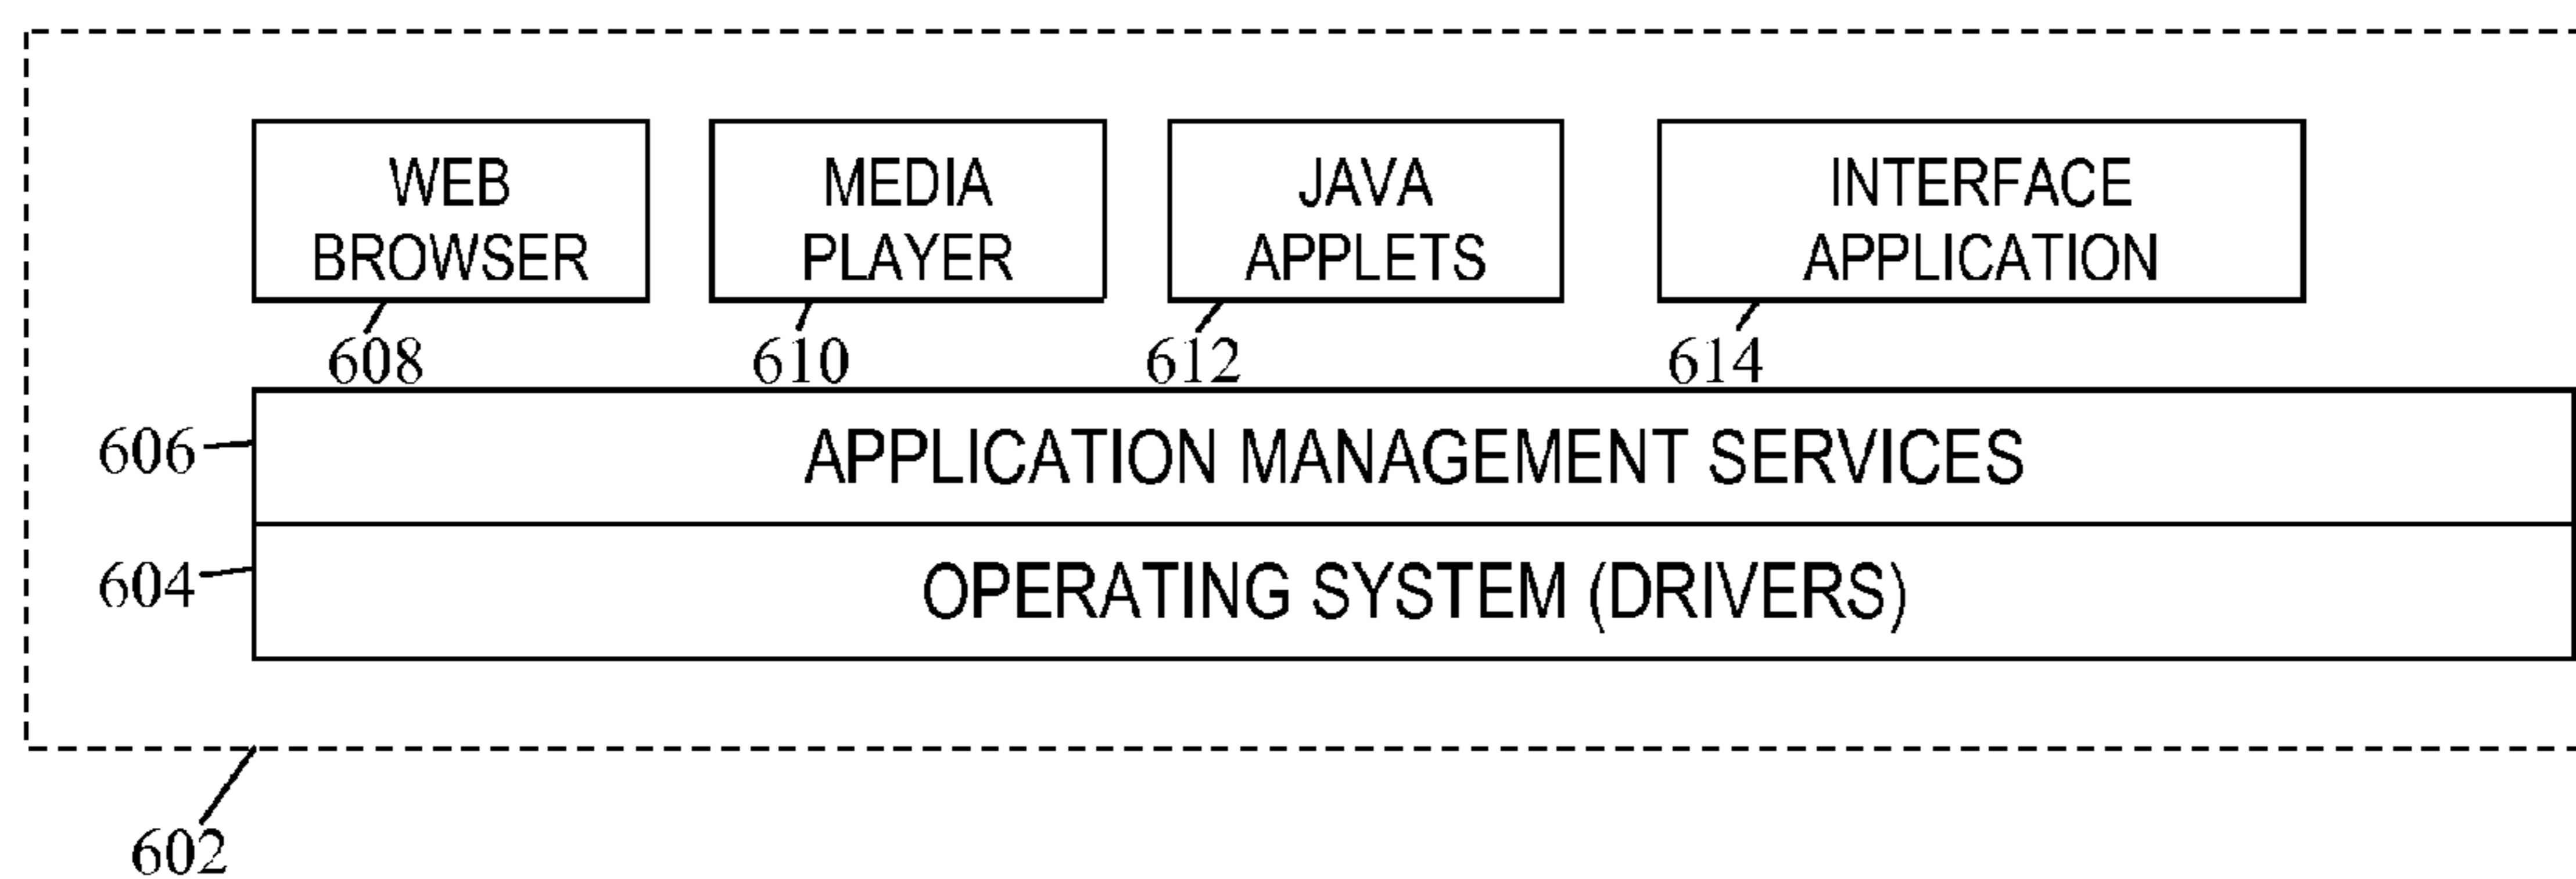 WEB
BROWSER
MEDIA
PLAYER
JAVA
APPLETS
INTERFACE
APPLICATION
608
610
612
614
606
APPLICATION MANAGEMENT SERVICES
604
OPERATING SYSTEM (DRIVERS)
602